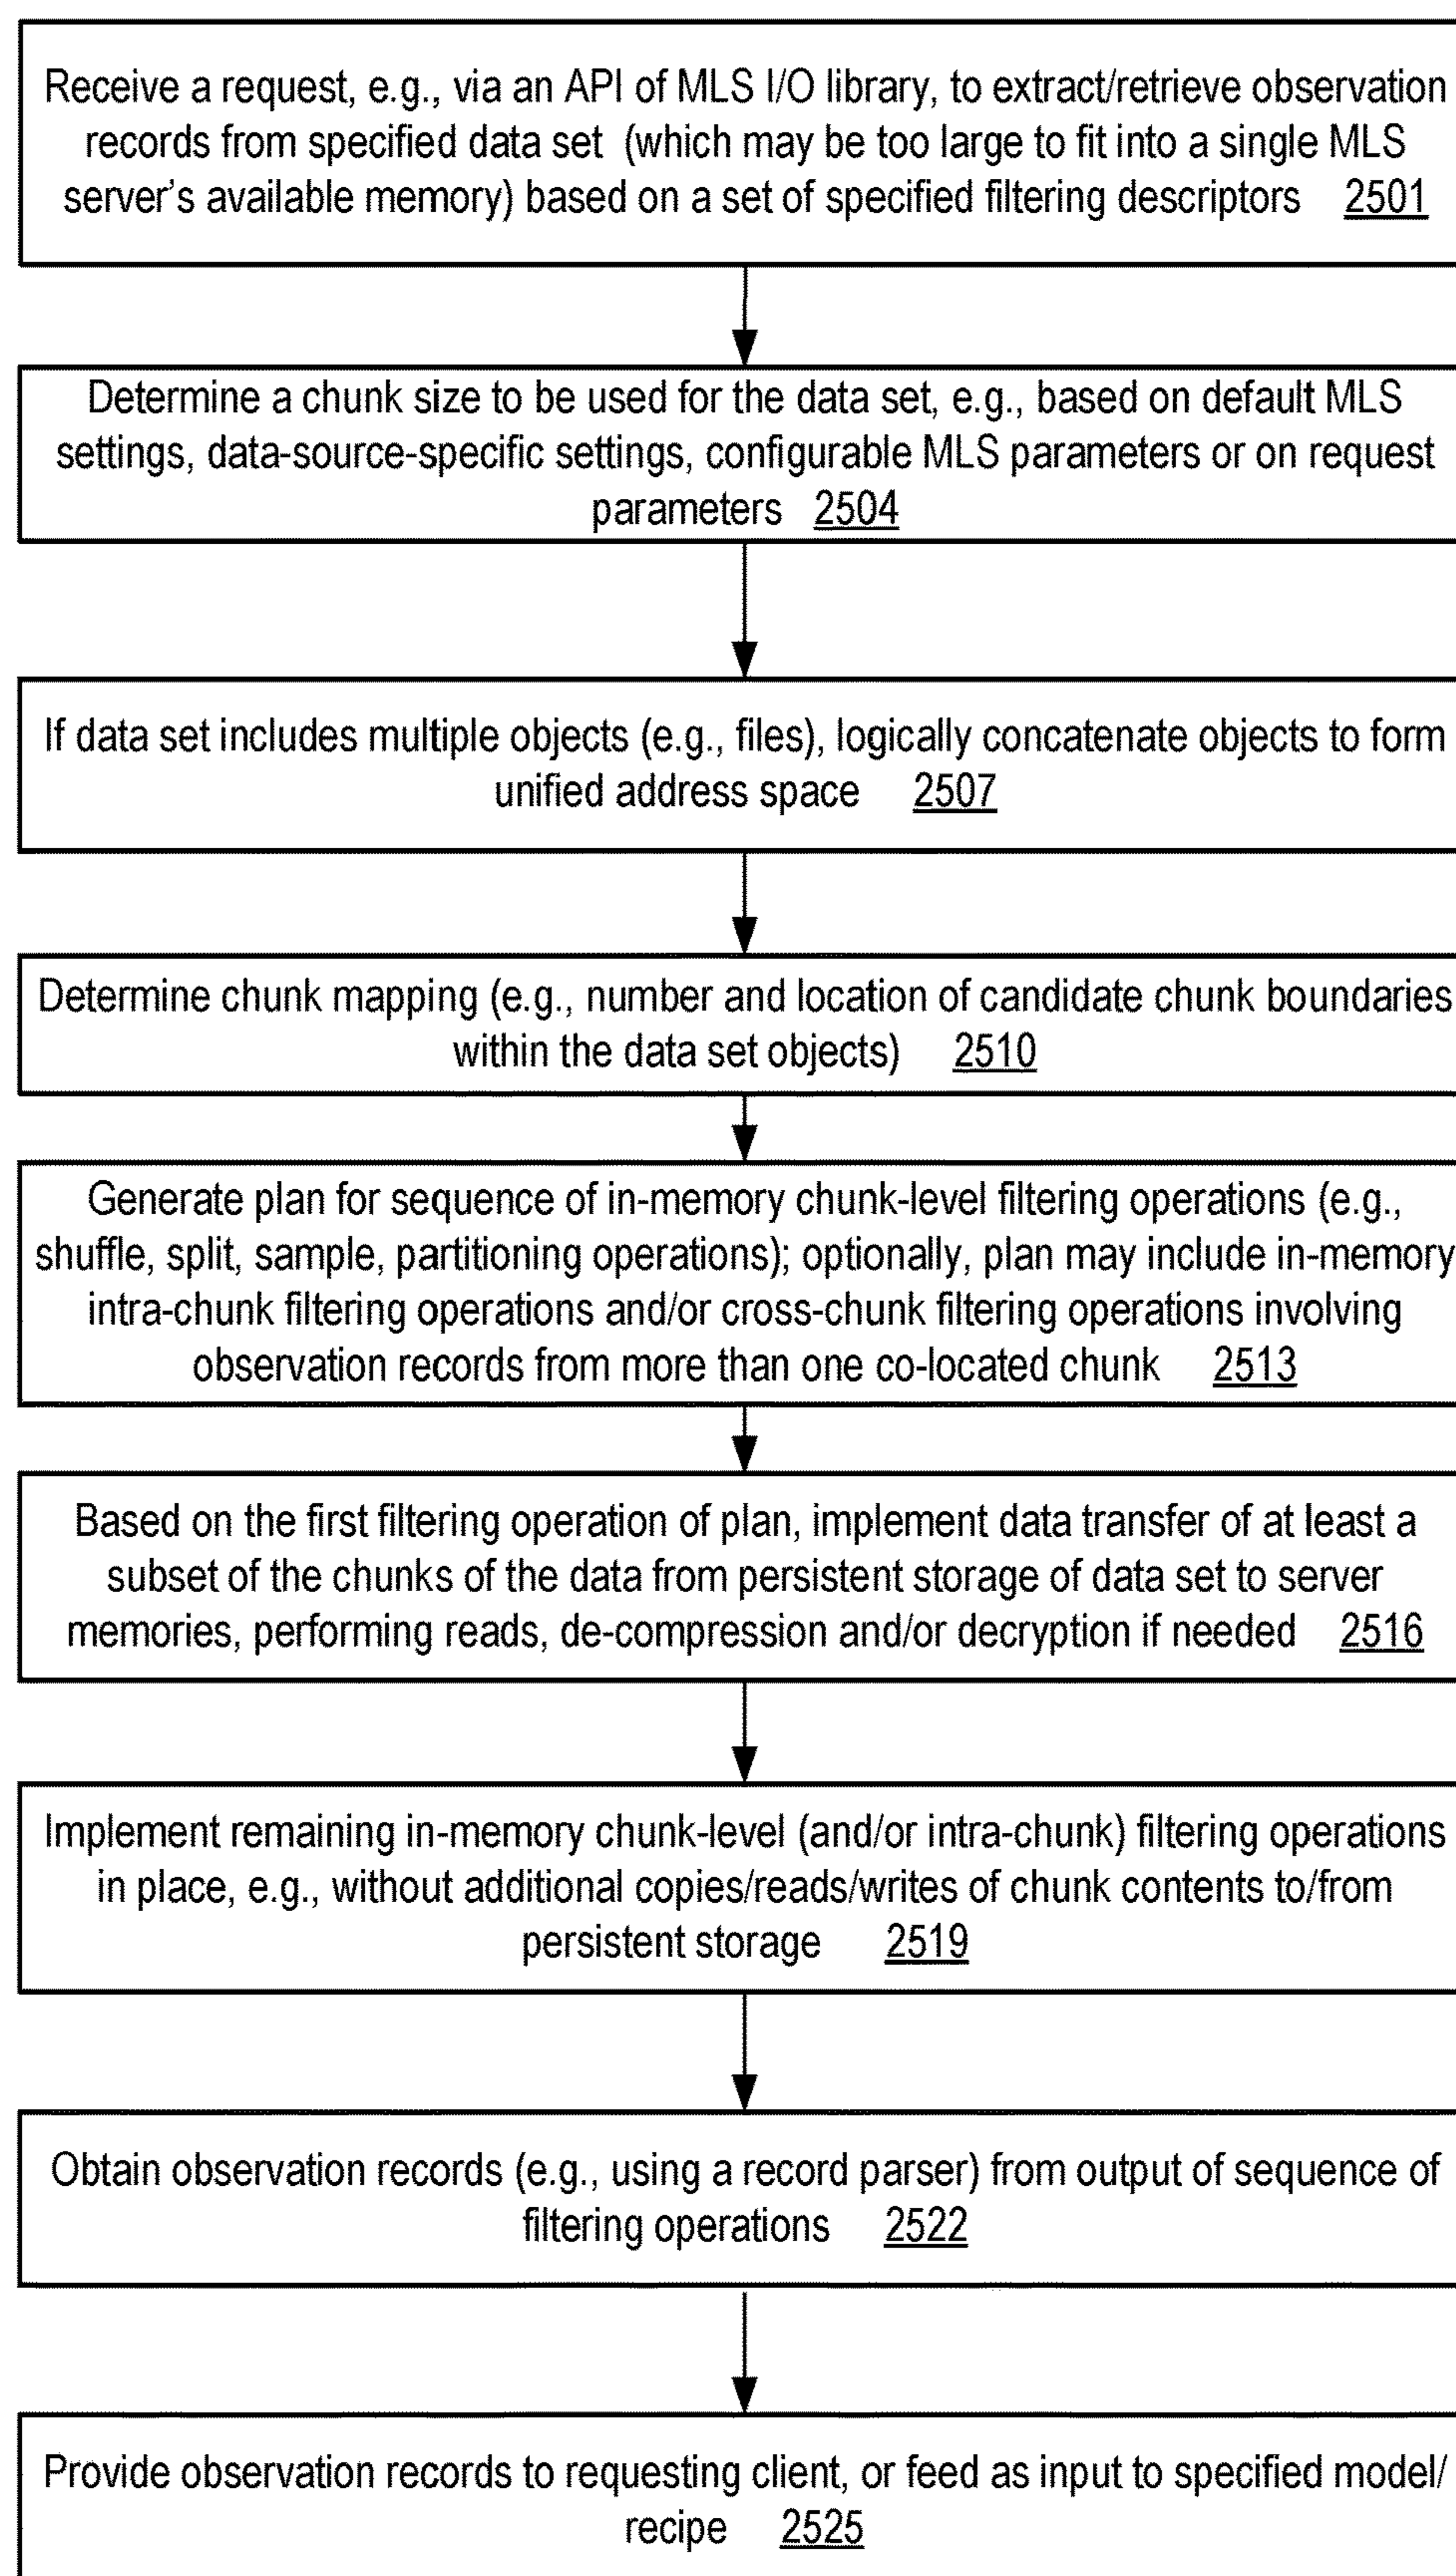 Receive a request, e.g., via an API of MLS I/O library, to extract/retrieve observation
records from specified data set (which may be too large to fit into a single MLS
server's available memory) based on a set of specified filtering descriptors 2501
Determine a chunk size to be used for the data set, e.g., based on default MLS
settings, data-source-specific settings, configurable MLS parameters or on request
parameters 2504
If data set includes multiple objects (e.g., files), logically concatenate objects to form
unified address space 2507
Determine chunk mapping (e.g., number and location of candidate chunk boundaries
within the data set objects) 2510
Generate plan for sequence of in-memory chunk-level filtering operations (e.g.,
shuffle, split, sample, partitioning operations); optionally, plan may include in-memory
intra-chunk filtering operations and/or cross-chunk filtering operations involving
observation records from more than one co-located chunk 2513
Based on the first filtering operation of plan, implement data transfer of at least a
subset of the chunks of the data from persistent storage of data set to server
memories, performing reads, de-compression and/or decryption if needed 2516
Implement remaining in-memory chunk-level (and/or intra-chunk) filtering operations
in place, e.g., without additional copies/reads/writes of chunk contents to/from
persistent storage 2519
Obtain observation records (e.g., using a record parser) from output of sequence of
filtering operations 2522
Provide observation records to requesting client, or feed as input to specified model/
recipe 2525